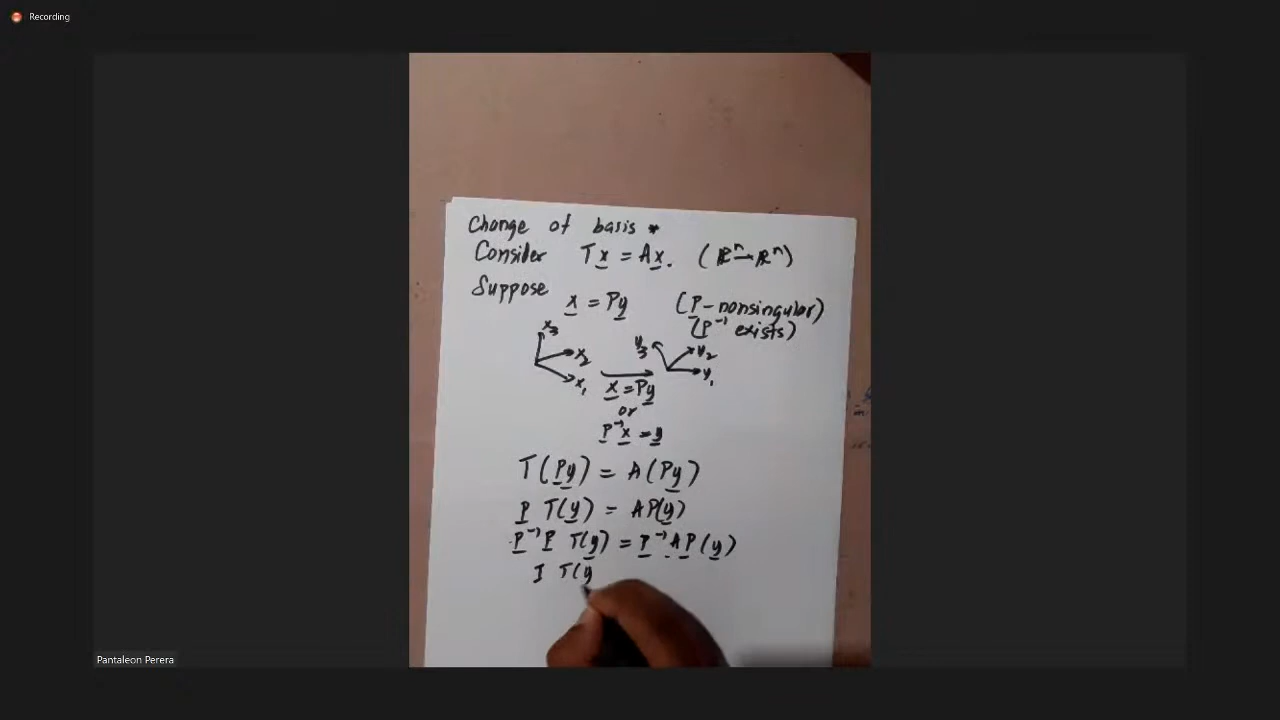 Recording
Change of basis *
Consider Tx = Ax. (ℝⁿ → ℝⁿ)
Suppose
x = Py (P - nonsingular)
(P⁻¹ exists)
x₃ x₂ x₁
y₃ y₂ y₁
x = Py
or
P⁻¹x = y
T(Py) = A(Py)
P T(y) = AP(y)
P⁻¹P T(y) = P⁻¹AP(y)
I T(y
Pantaleon Perera